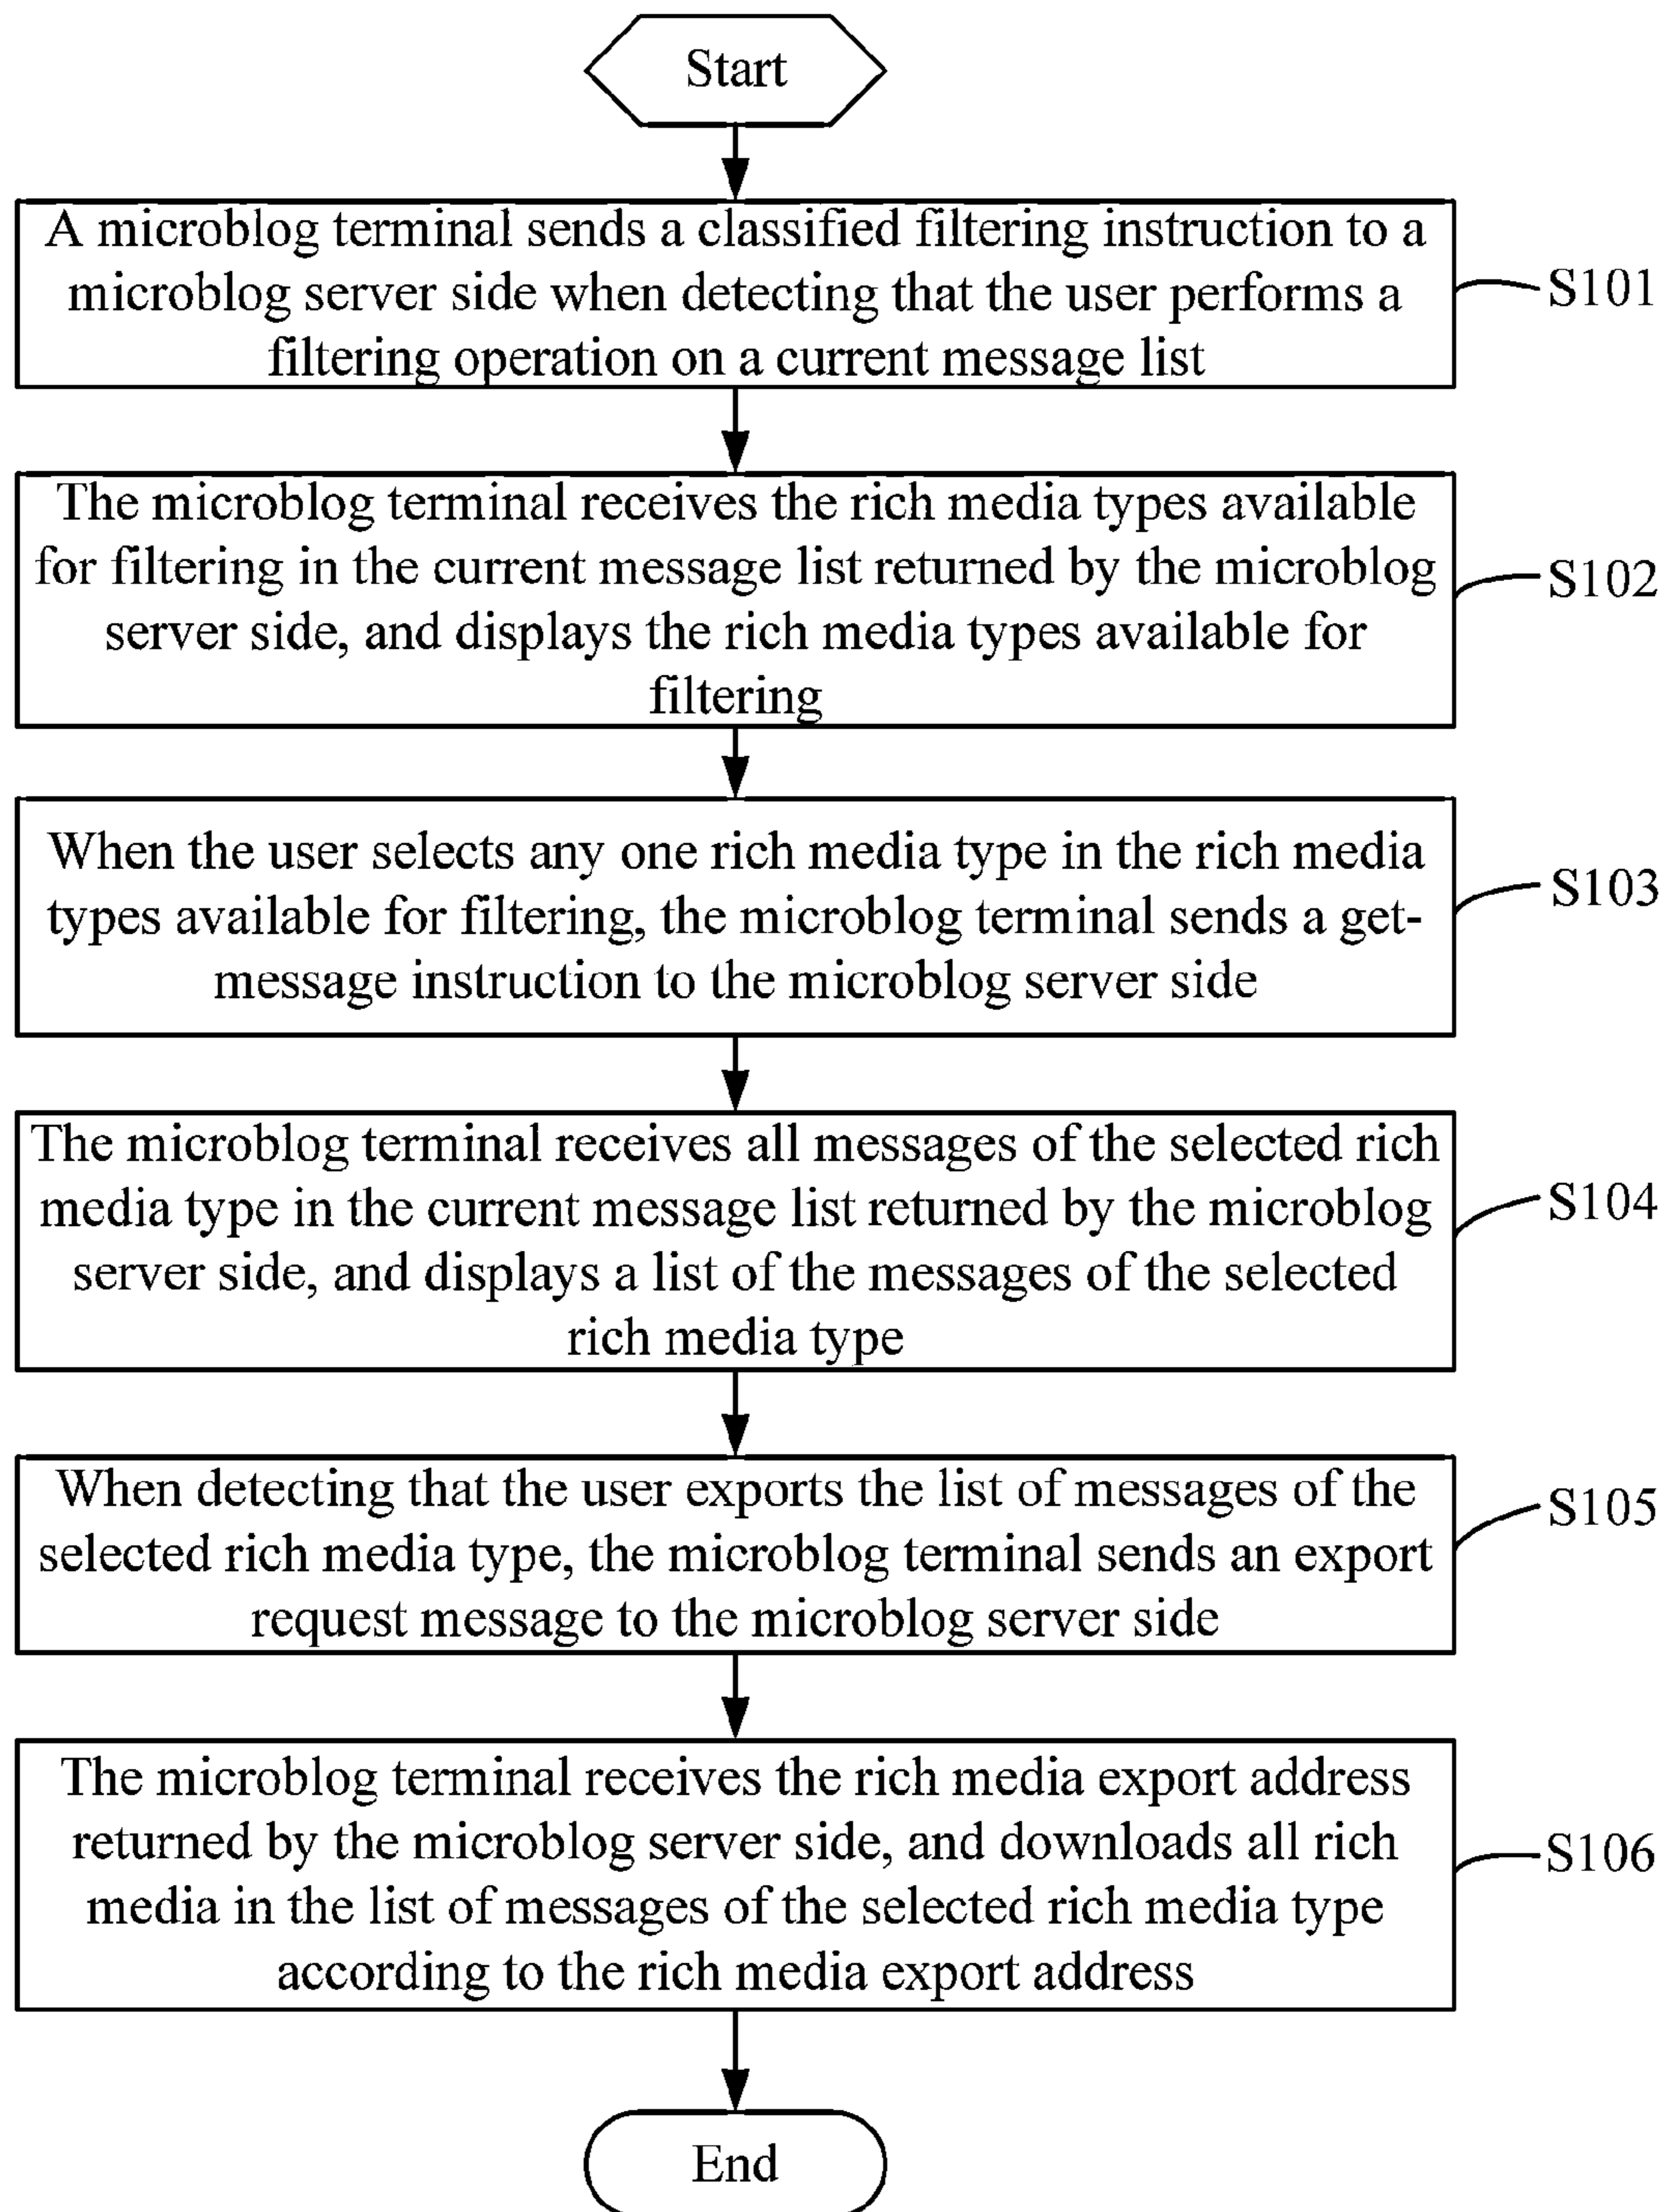 Start
A microblog terminal sends a classified filtering instruction to a
microblog server side when detecting that the user performs a
filtering operation on a current message list
S101
The microblog terminal receives the rich media types available
for filtering in the current message list returned by the microblog
server side, and displays the rich media types available for
filtering
S102
When the user selects any one rich media type in the rich media
types available for filtering, the microblog terminal sends a get-
message instruction to the microblog server side
S103
The microblog terminal receives all messages of the selected rich
media type in the current message list returned by the microblog
server side, and displays a list of the messages of the selected
rich media type
S104
When detecting that the user exports the list of messages of the
selected rich media type, the microblog terminal sends an export
request message to the microblog server side
S105
The microblog terminal receives the rich media export address
returned by the microblog server side, and downloads all rich
media in the list of messages of the selected rich media type
according to the rich media export address
S106
End